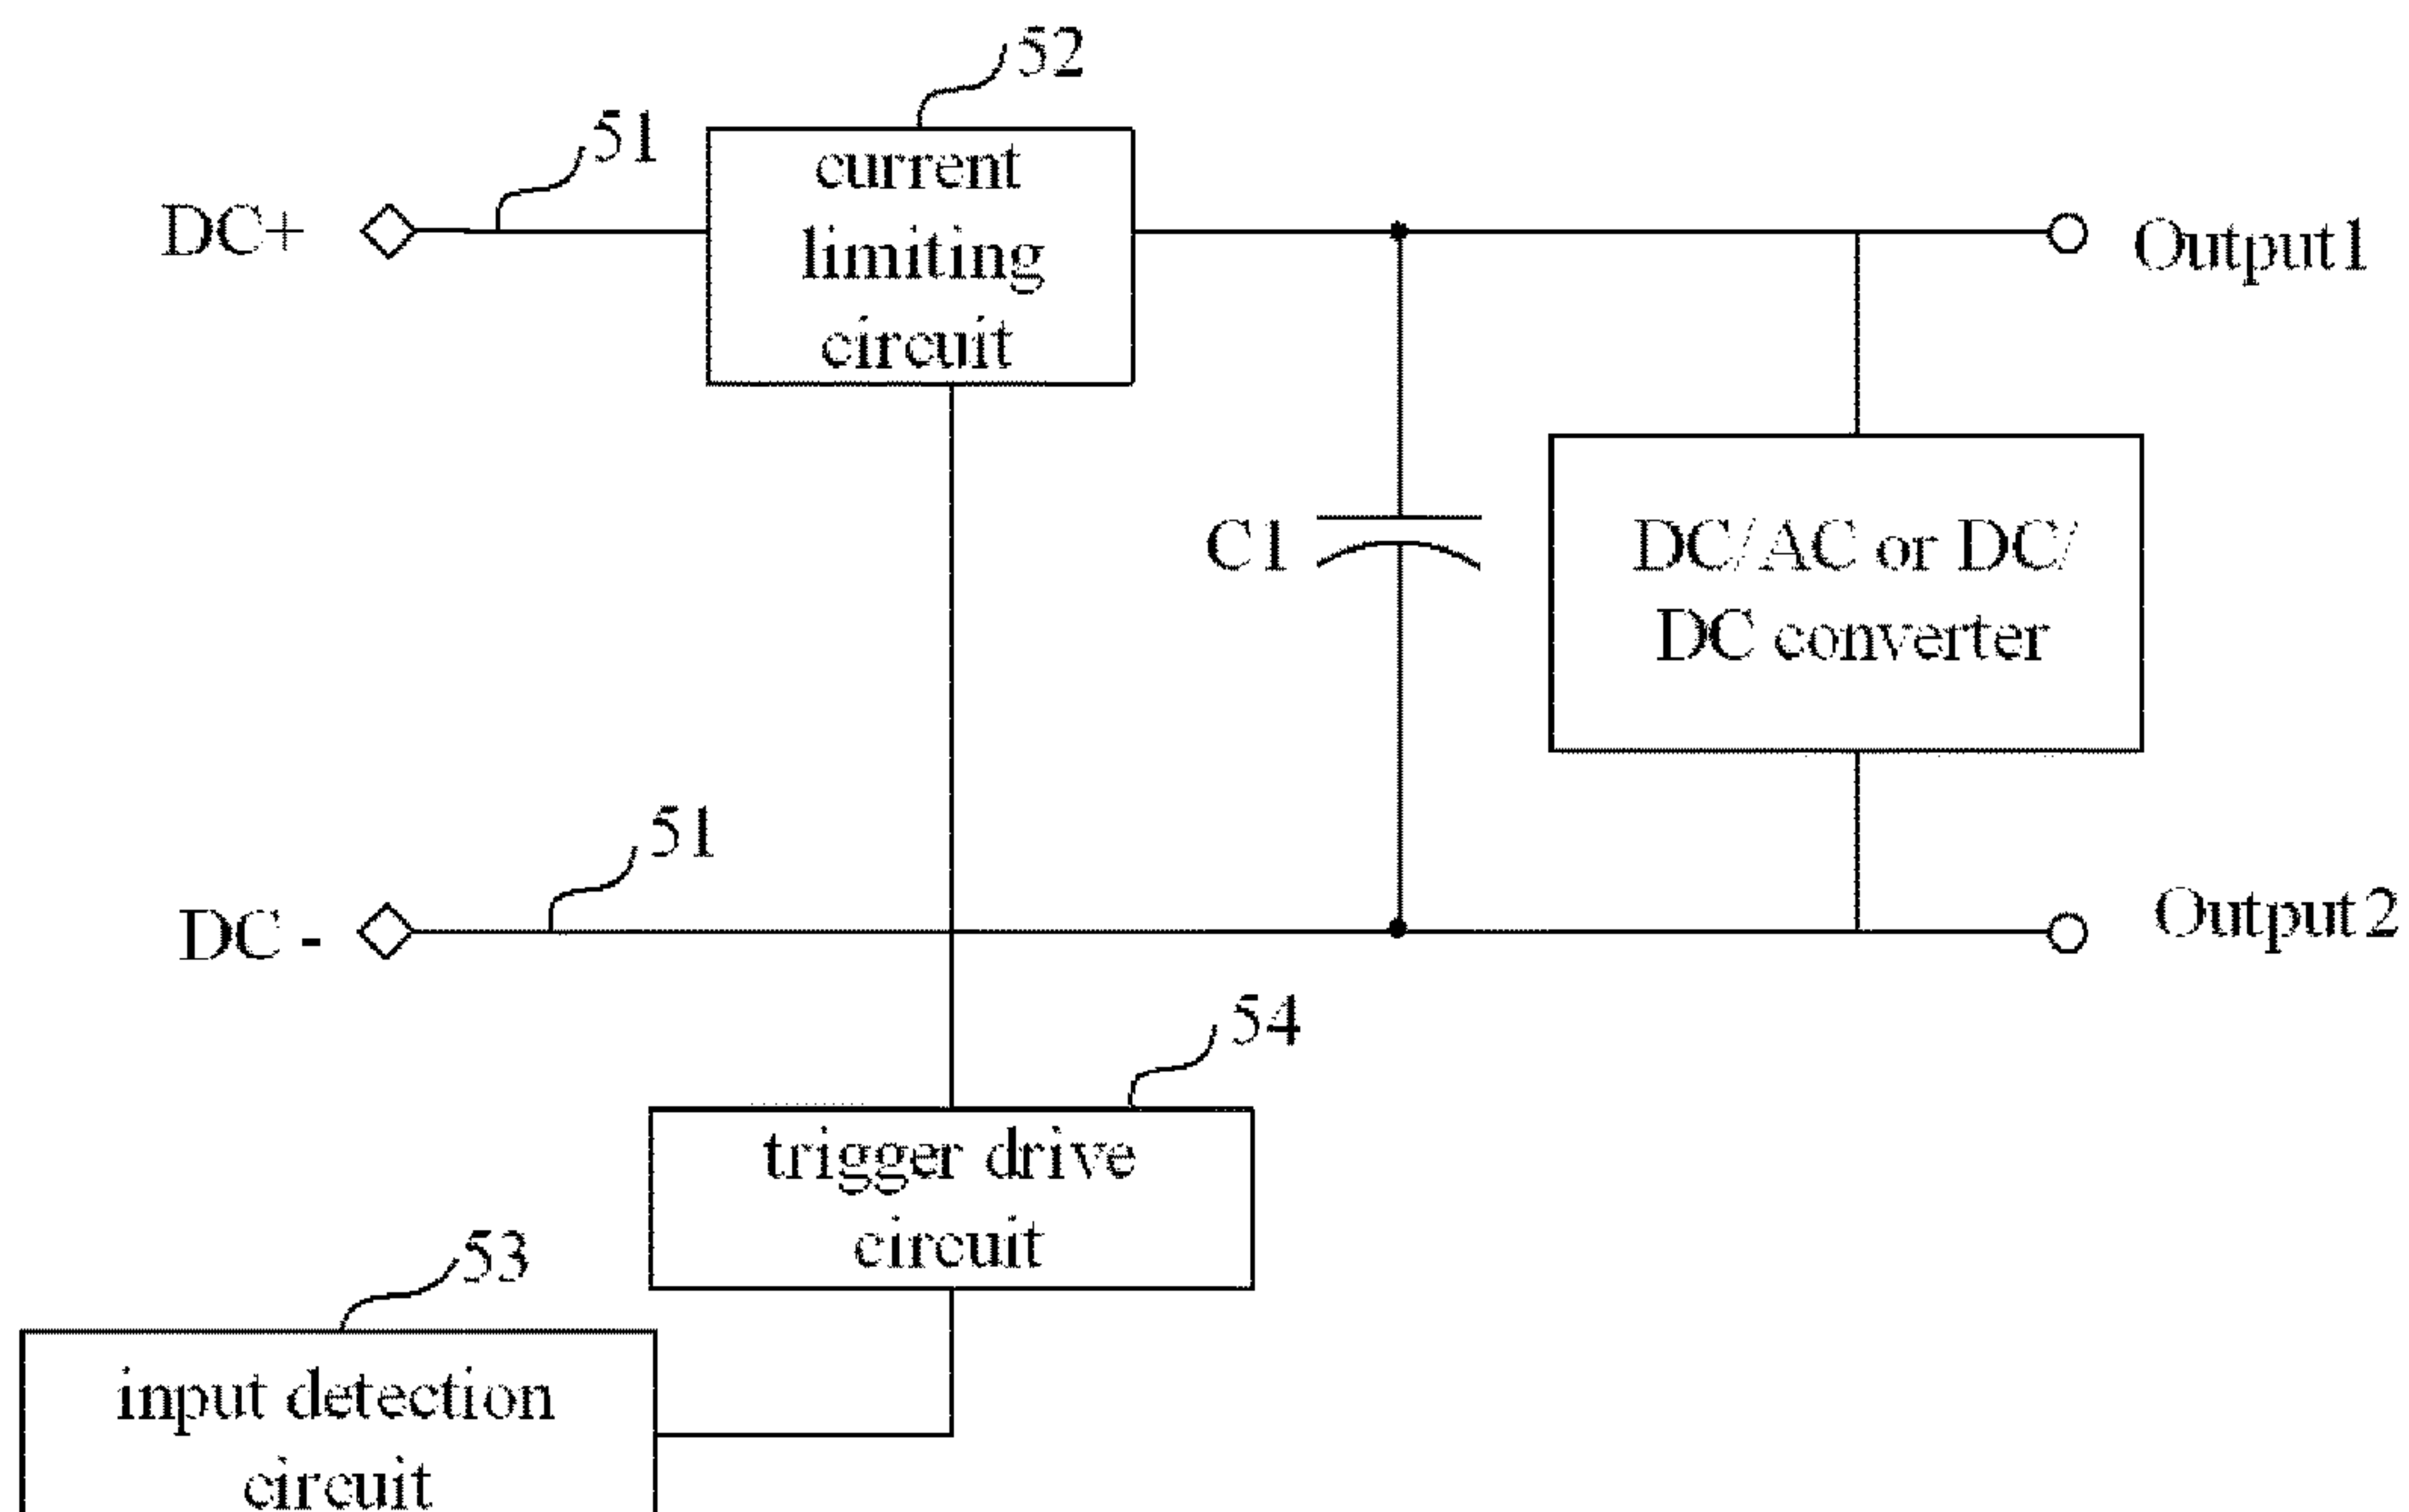 52
51
current
limiting
circuit
DC+
Output1
C1
DC/AC or DC/
DC converter
51
DC -
Output2
54
trigger drive
circuit
53
input detection
circuit